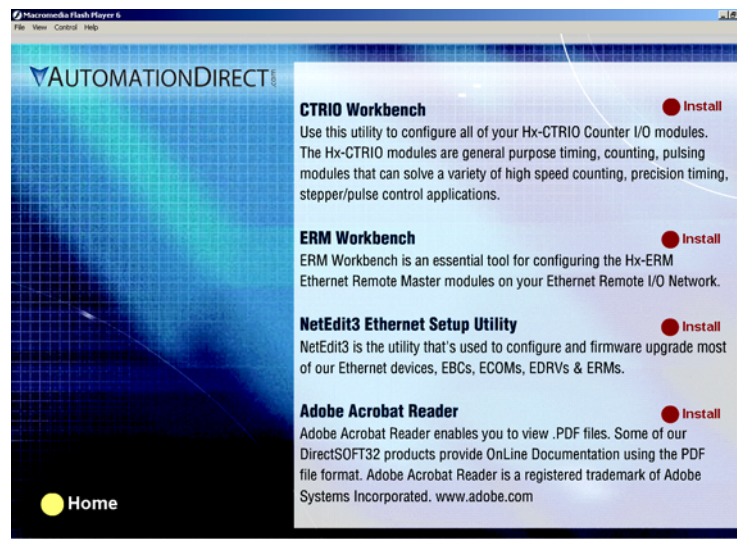 Macromedia Flash Player 6
File View Control Help
AUTOMATIONDIRECT.com
CTRIO Workbench
Install
Use this utility to configure all of your Hx-CTRIO Counter I/O modules.
The Hx-CTRIO modules are general purpose timing, counting, pulsing
modules that can solve a variety of high speed counting, precision timing,
stepper/pulse control applications.
ERM Workbench
Install
ERM Workbench is an essential tool for configuring the Hx-ERM
Ethernet Remote Master modules on your Ethernet Remote I/O Network.
NetEdit3 Ethernet Setup Utility
Install
NetEdit3 is the utility that's used to configure and firmware upgrade most
of our Ethernet devices, EBCs, ECOMs, EDRVs & ERMs.
Adobe Acrobat Reader
Install
Adobe Acrobat Reader enables you to view .PDF files. Some of our
DirectSOFT32 products provide OnLine Documentation using the PDF
file format. Adobe Acrobat Reader is a registered trademark of Adobe
Systems Incorporated. www.adobe.com
Home